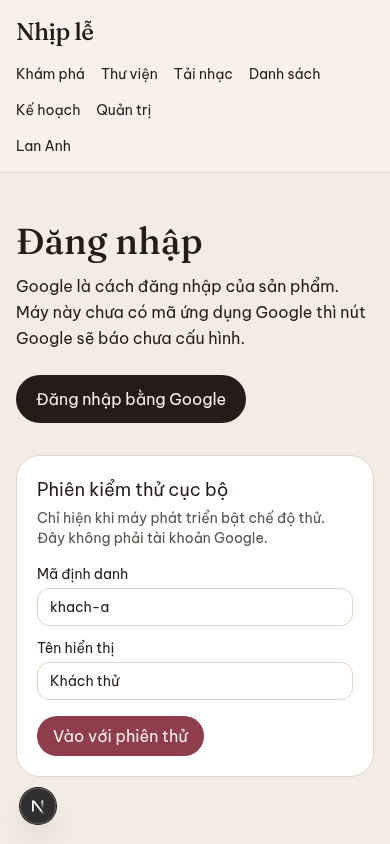 Nhịp lễ
Khám phá Thư viện Tải nhạc Danh sách
Kế hoạch Quản trị
Lan Anh
Đăng nhập
Google là cách đăng nhập của sản phẩm.
Máy này chưa có mã ứng dụng Google thì nút
Google sẽ báo chưa cấu hình.
Đăng nhập bằng Google
Phiên kiểm thử cục bộ
Chỉ hiện khi máy phát triển bật chế độ thử.
Đây không phải tài khoản Google.
Mã định danh
khach-a
Tên hiển thị
Khách thử
Vào với phiên thử
N